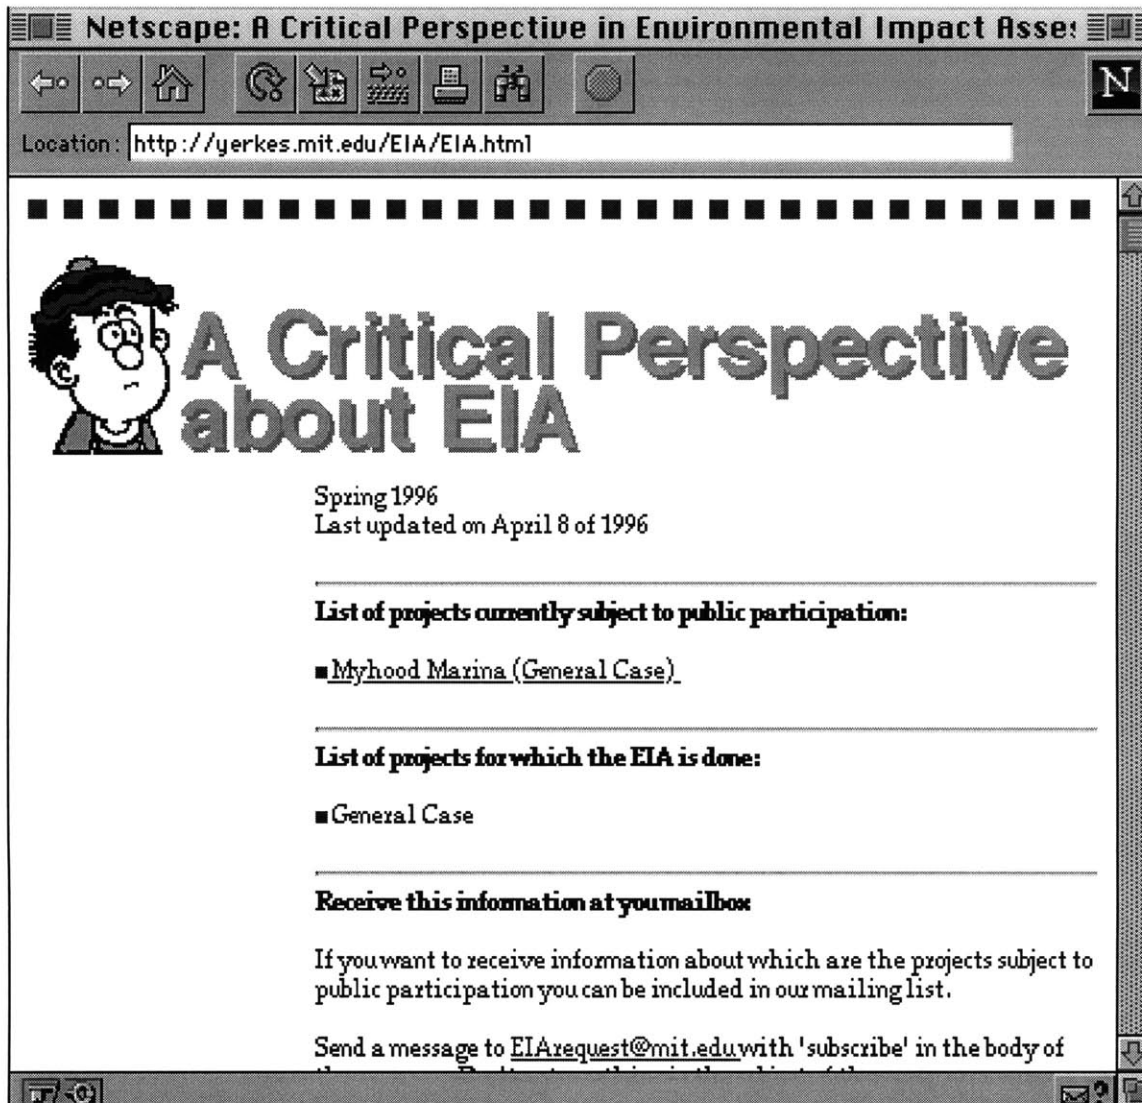 Netscape: A Critical Perspective in Environmental Impact Asse
N
Location: http://yerkes.mit.edu/EIA/EIA.html
A Critical Perspective
about EIA
Spring 1996
Last updated on April 8 of 1996
List of projects currently subject to public participation:
■ Myhood Marina (General Case)
List of projects for which the EIA is done:
■ General Case
Receive this information at you mailbox
If you want to receive information about which are the projects subject to
public participation you can be included in our mailing list.
Send a message to EIArequest@mit.edu with 'subscribe' in the body of